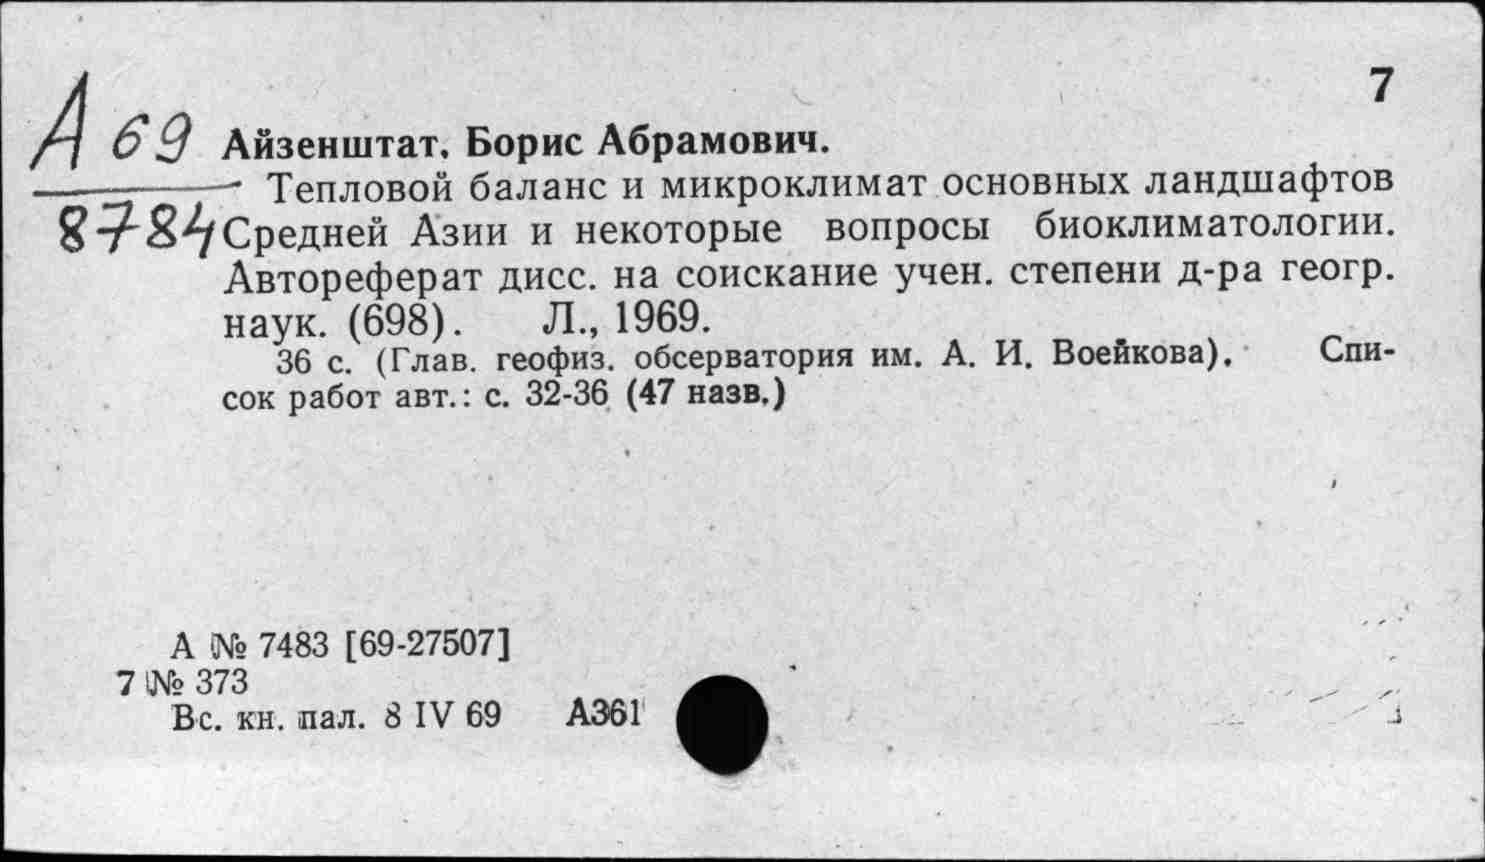 7
А 69
8784
Айзенштат, Борис Абрамович.
Тепловой баланс и микроклимат основных ландшафтов
Средней Азии и некоторые вопросы биоклиматологии.
Автореферат дисс. на соискание учен. степени д-ра геогр.
наук. (698). Л., 1969.
36 с. (Глав. геофиз. обсерватория им. А. И. Воейкова). Спи-
сок работ авт.: с. 32-36 (47 назв.)
А № 7483 [69-27507]
7 № 373
Вс. кн. пал. 8 IV 69 А361